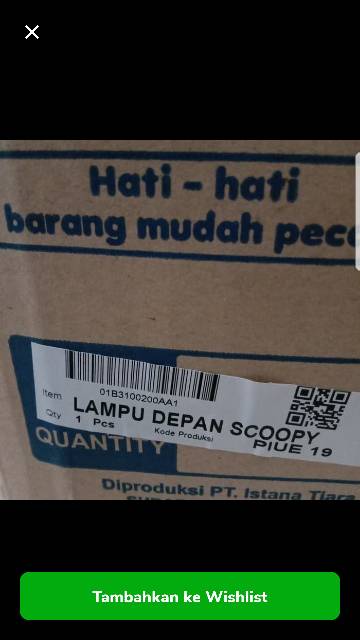 Hati - hati
barang mudah pec
Item 01B3100200AA1
LAMPU DEPAN SCOOPY
Qty 1 Pcs
Kode Produksi PIUE 19
QUANTITY
Diproduksi PT. Istana Tiara
Tambahkan ke Wishlist